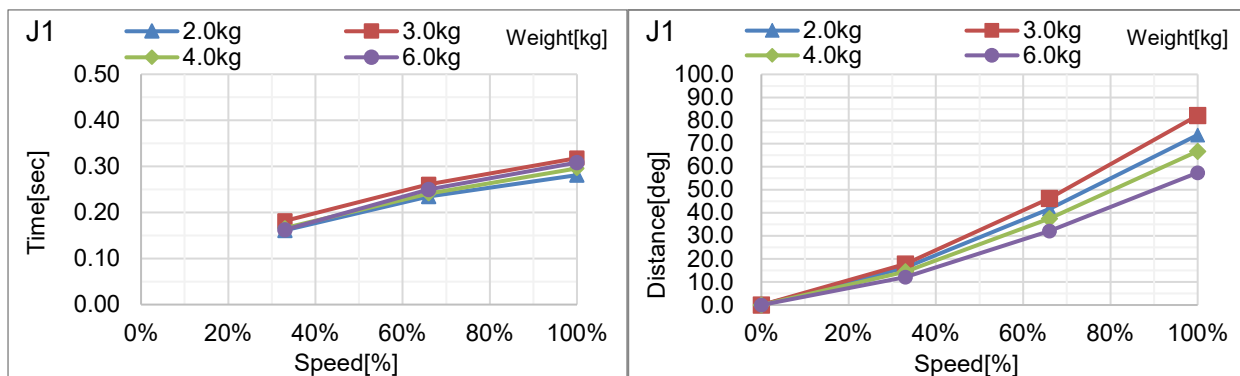 J1
2.0kg 3.0kg Weight[kg]
4.0kg 6.0kg
0.50
0.40
0.30
0.20
0.10
0.00
Time[sec]
0% 20% 40% 60% 80% 100%
Speed[%]
J1
2.0kg 3.0kg Weight[kg]
4.0kg 6.0kg
100.0
90.0
80.0
70.0
60.0
50.0
40.0
30.0
20.0
10.0
0.0
Distance[deg]
0% 20% 40% 60% 80% 100%
Speed[%]